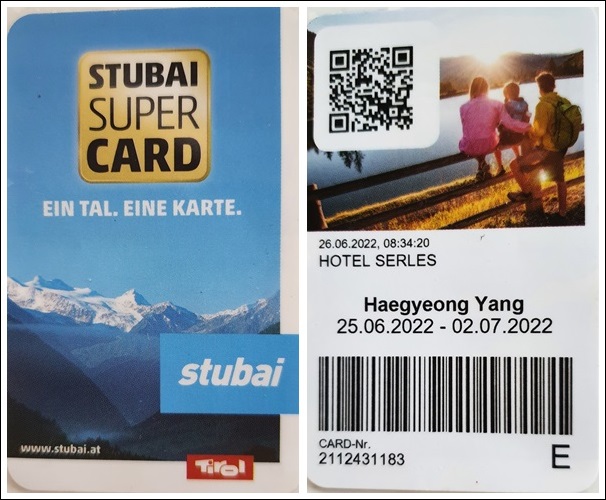 STUBAI
SUPER
CARD
EIN TAL. EINE KARTE.
stubai
www.stubai.at
Tirol
26.06.2022, 08:34:20
HOTEL SERLES
Haegyeong Yang
25.06.2022 - 02.07.2022
CARD-Nr.
2112431183
E